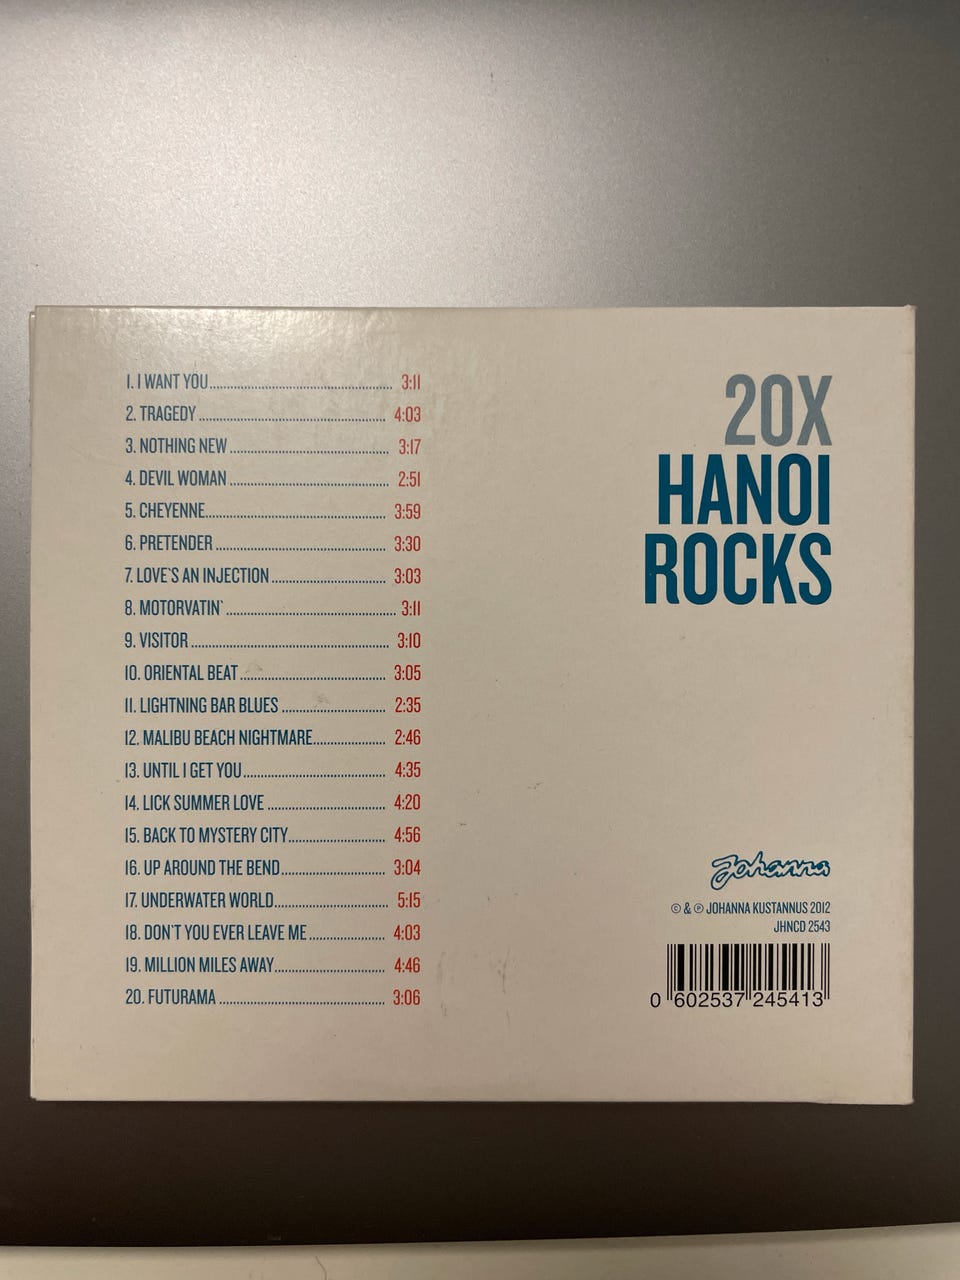 1. I WANT YOU........................................ 3:11
2. TRAGEDY........................................ 4:03
3. NOTHING NEW........................................ 3:17
4. DEVIL WOMAN........................................ 2:51
5. CHEYENNE........................................ 3:59
6. PRETENDER........................................ 3:30
7. LOVE`S AN INJECTION........................................ 3:03
8. MOTORVATIN`........................................ 3:11
9. VISITOR........................................ 3:10
10. ORIENTAL BEAT........................................ 3:05
11. LIGHTNING BAR BLUES........................................ 2:35
12. MALIBU BEACH NIGHTMARE........................ 2:46
13. UNTIL I GET YOU........................................ 4:35
14. LICK SUMMER LOVE........................................ 4:20
15. BACK TO MYSTERY CITY................................ 4:56
16. UP AROUND THE BEND................................ 3:04
17. UNDERWATER WORLD................................ 5:15
18. DON`T YOU EVER LEAVE ME........................ 4:03
19. MILLION MILES AWAY................................ 4:46
20. FUTURAMA........................................ 3:06
20X
HANOI
ROCKS
Johanna
© & ℗ JOHANNA KUSTANNUS 2012
JHNCD 2543
0 602537 245413